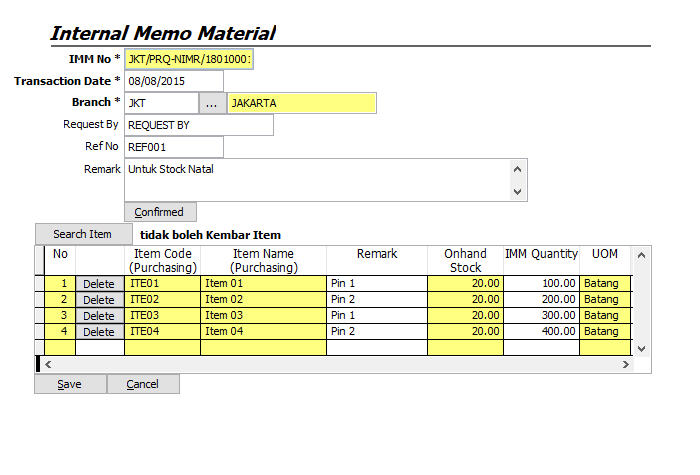 Internal Memo Material
IMM No * JKT/PRQ-NIMR/1801000
Transaction Date * 08/08/2015
Branch * JKT ... JAKARTA
Request By REQUEST BY
Ref No REF001
Remark Untuk Stock Natal
Confirmed
Search Item tidak boleh Kembar Item
No Item Code (Purchasing) Item Name (Purchasing) Remark Onhand Stock IMM Quantity UOM
1 Delete ITE01 Item 01 Pin 1 20.00 100.00 Batang
2 Delete ITE02 Item 02 Pin 2 20.00 200.00 Batang
3 Delete ITE03 Item 03 Pin 1 20.00 300.00 Batang
4 Delete ITE04 Item 04 Pin 2 20.00 400.00 Batang
Save Cancel